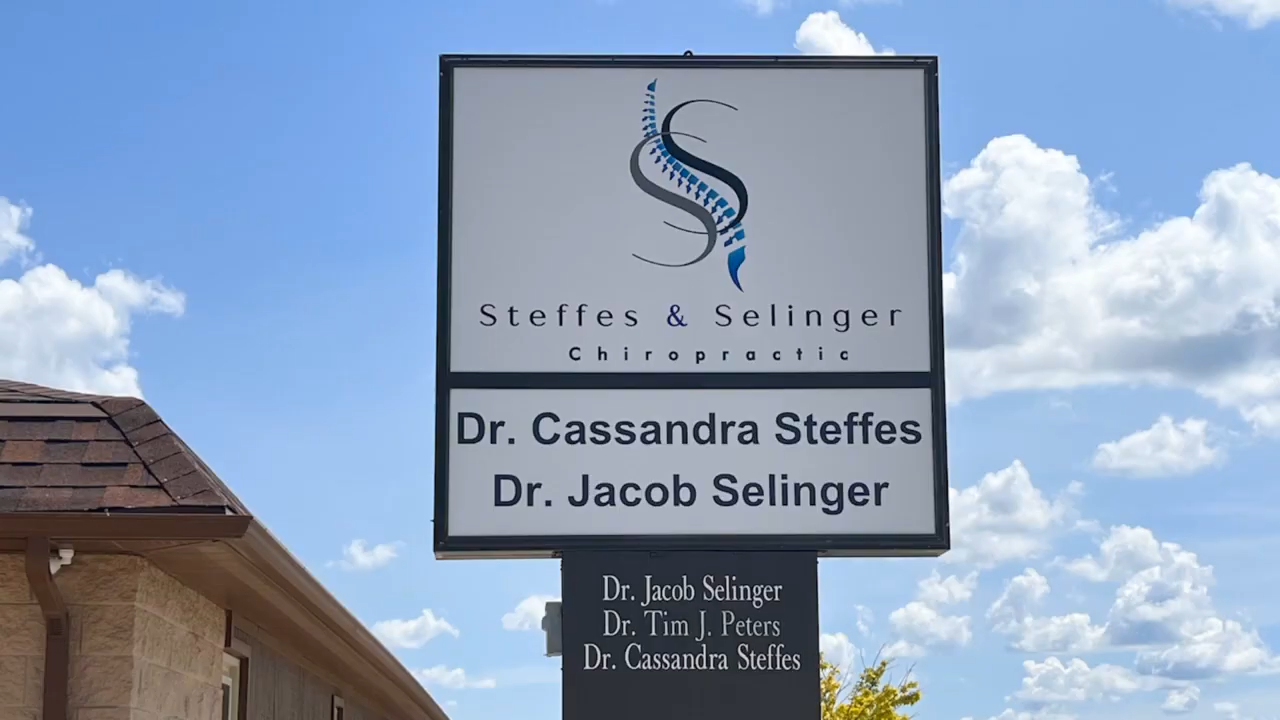 Steffes & Selinger
Chiropractic
Dr. Cassandra Steffes
Dr. Jacob Selinger
Dr. Jacob Selinger
Dr. Tim J. Peters
Dr. Cassandra Steffes